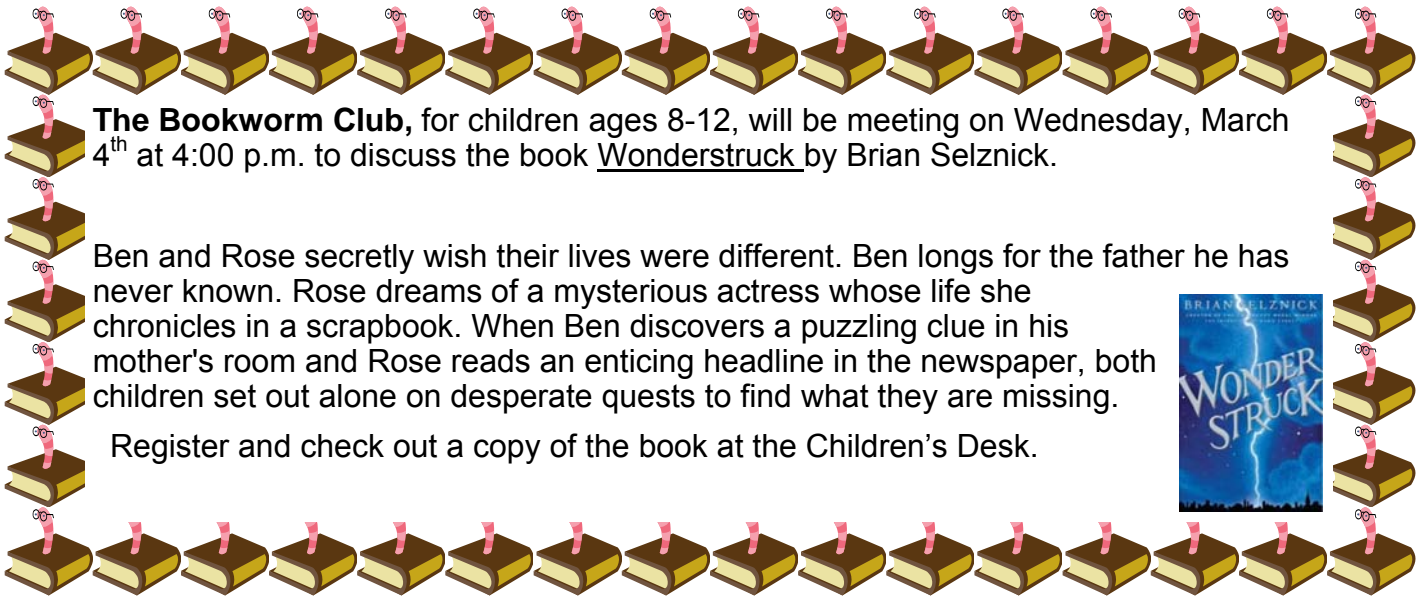 The Bookworm Club, for children ages 8-12, will be meeting on Wednesday, March
4th at 4:00 p.m. to discuss the book Wonderstruck by Brian Selznick.
Ben and Rose secretly wish their lives were different. Ben longs for the father he has
never known. Rose dreams of a mysterious actress whose life she
chronicles in a scrapbook. When Ben discovers a puzzling clue in his
mother's room and Rose reads an enticing headline in the newspaper, both
children set out alone on desperate quests to find what they are missing.
Register and check out a copy of the book at the Children’s Desk.
BRIAN SELZNICK
WONDER
STRUCK